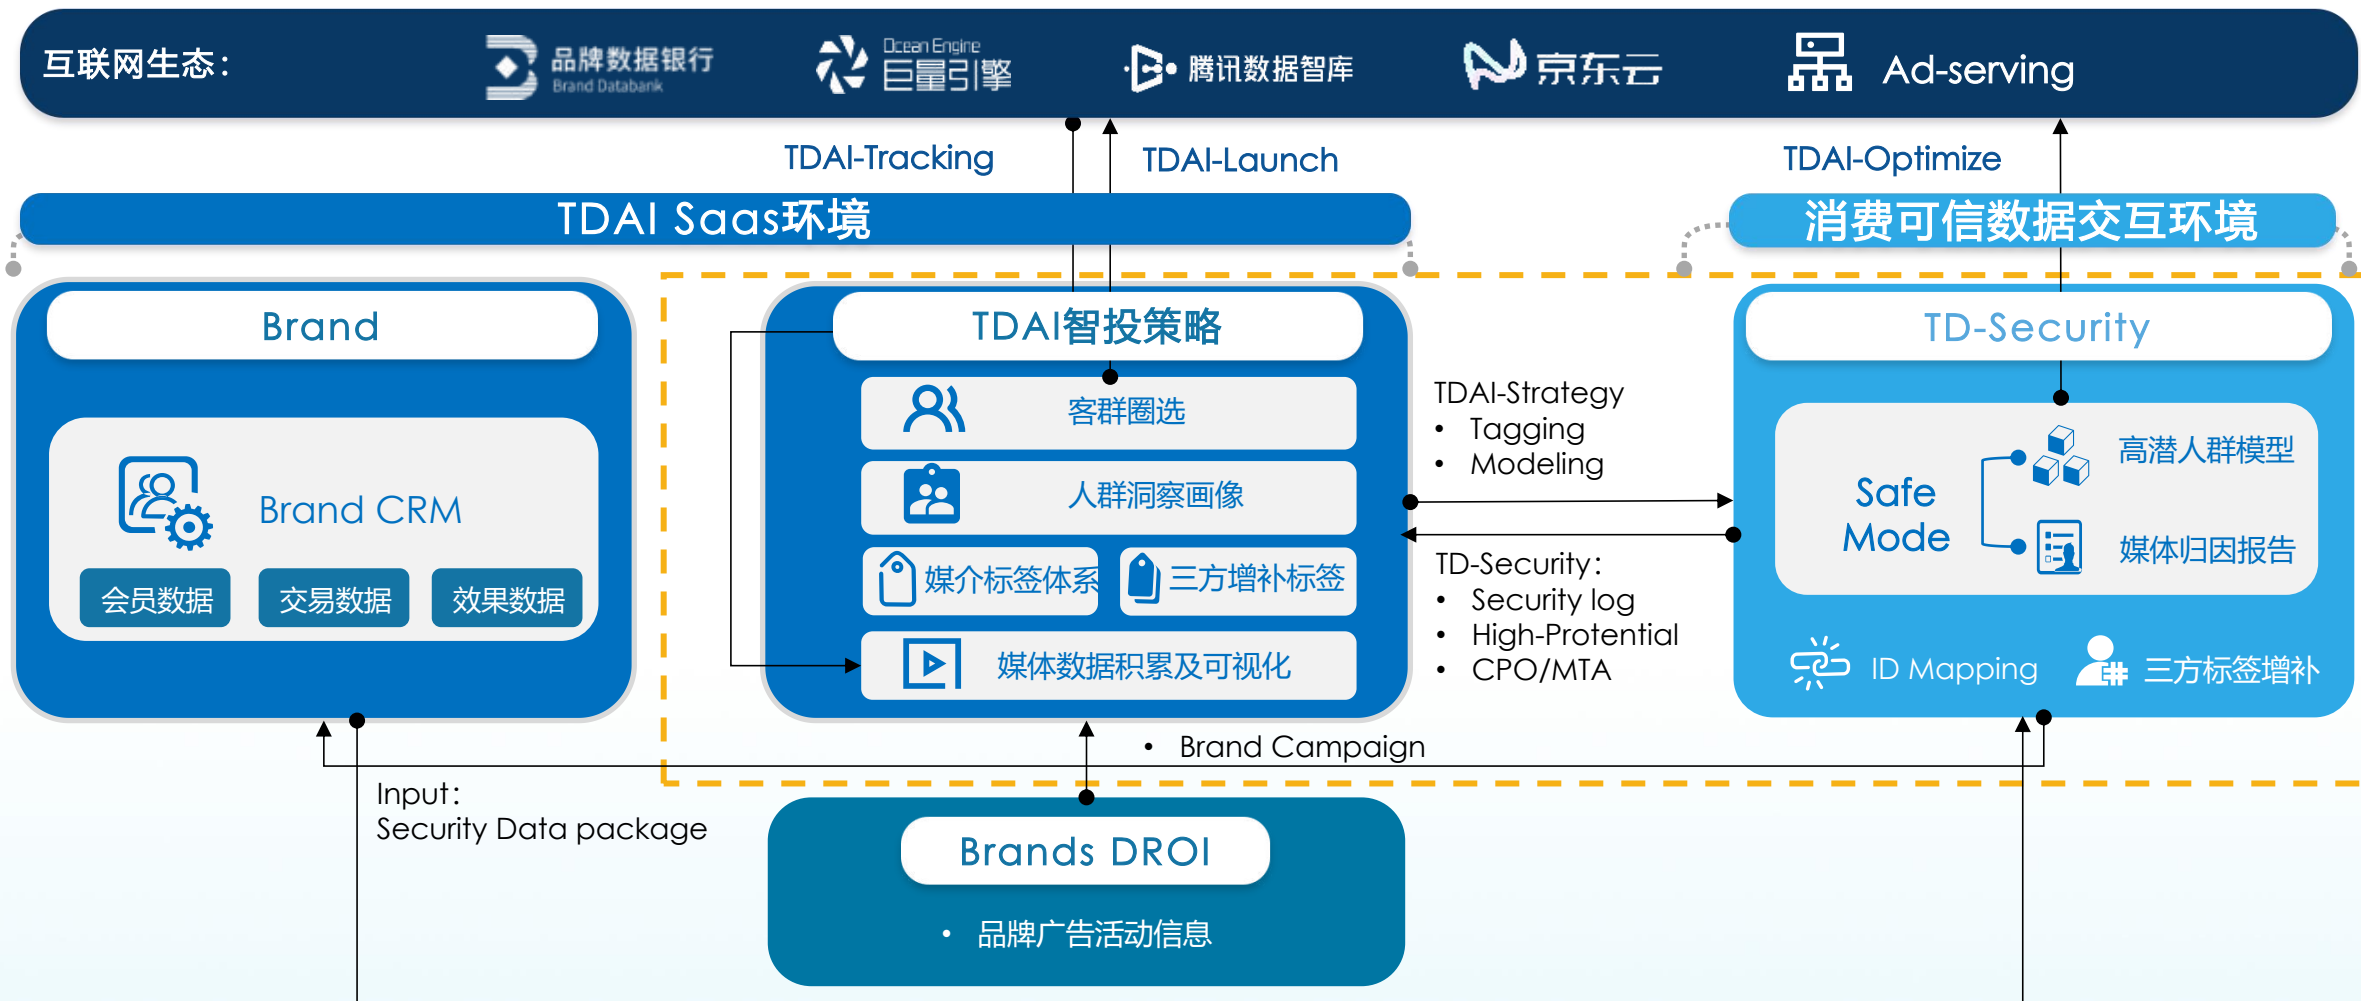 互联网生态：
品牌数据银行
Brand Databank
Ocean Engine
巨量引擎
腾讯数据智库
京东云
Ad-serving
TDAI-Tracking
TDAI-Launch
TDAI-Optimize
TDAI Saas环境
消费可信数据交互环境
Brand
Brand CRM
会员数据
交易数据
效果数据
TDAI智投策略
客群圈选
人群洞察画像
媒介标签体系
三方增补标签
媒体数据积累及可视化
TDAI-Strategy
• Tagging
• Modeling
TD-Security：
• Security log
• High-Protential
• CPO/MTA
TD-Security
Safe
Mode
高潜人群模型
媒体归因报告
ID Mapping
三方标签增补
• Brand Campaign
Input：
Security Data package
Brands DROI
• 品牌广告活动信息